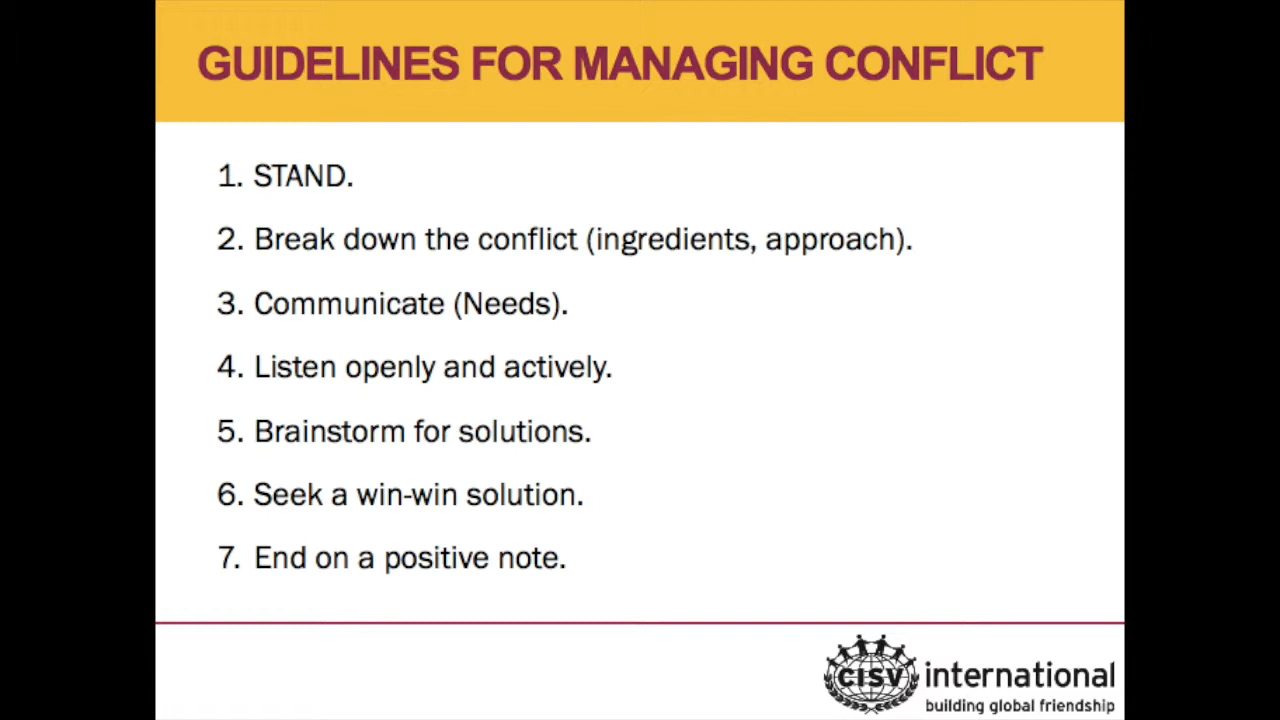 GUIDELINES FOR MANAGING CONFLICT
1. STAND.
2. Break down the conflict (ingredients, approach).
3. Communicate (Needs).
4. Listen openly and actively.
5. Brainstorm for solutions.
6. Seek a win-win solution.
7. End on a positive note.
CISV international
building global friendship